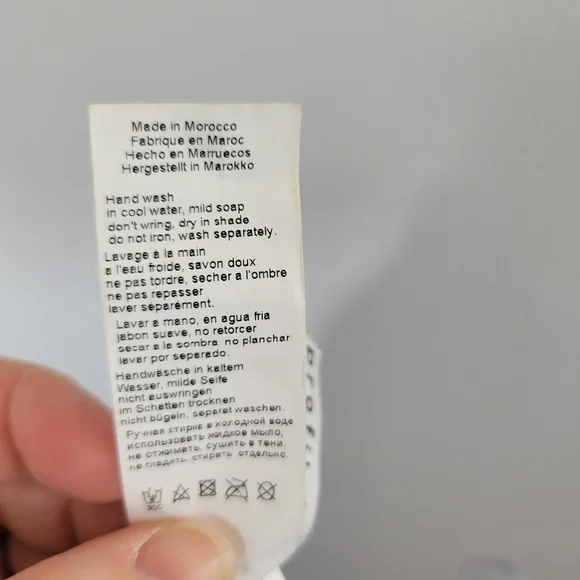 Made in Morocco
Fabrique en Maroc
Hecho en Marruecos
Hergestellt in Marokko
Hand wash
in cool water, mild soap
don't wring, dry in shade
do not iron, wash separately.
Lavage à la main
a l'eau froide, savon doux
ne pas tordre, secher a l'ombre
ne pas repasser
laver séparément.
Lavar a mano, en agua fria
jabon suave, no retorcer
secar a la sombra, no planchar
lavar por separado.
Handwäsche in kaltem
Wasser, milde Seife
nicht auswringen
im Schatten trocknen
nicht bügeln, separat waschen.
Ручная стирка в холодной воде
использовать жидкое мыло,
не отжимать, сушить в тени,
не гладить, стирать отдельно.
30C